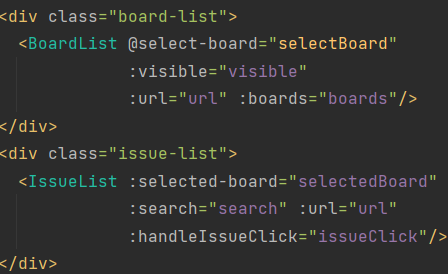 <div class="board-list">
<BoardList @select-board="selectBoard"
:visible="visible"
:url="url" :boards="boards"/>
</div>
<div class="issue-list">
<IssueList :selected-board="selectedBoard"
:search="search" :url="url"
:handleIssueClick="issueClick"/>
</div>